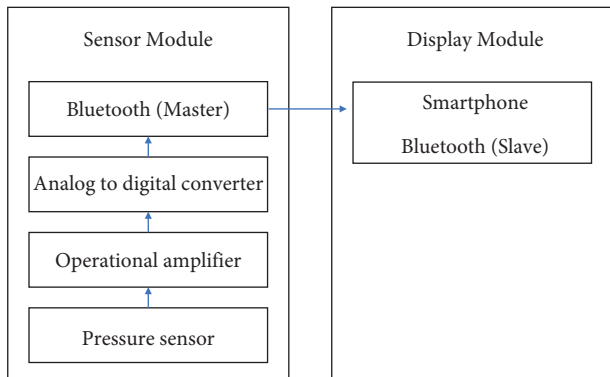 Sensor Module
Bluetooth (Master)
Analog to digital converter
Operational amplifier
Pressure sensor
Display Module
Smartphone
Bluetooth (Slave)